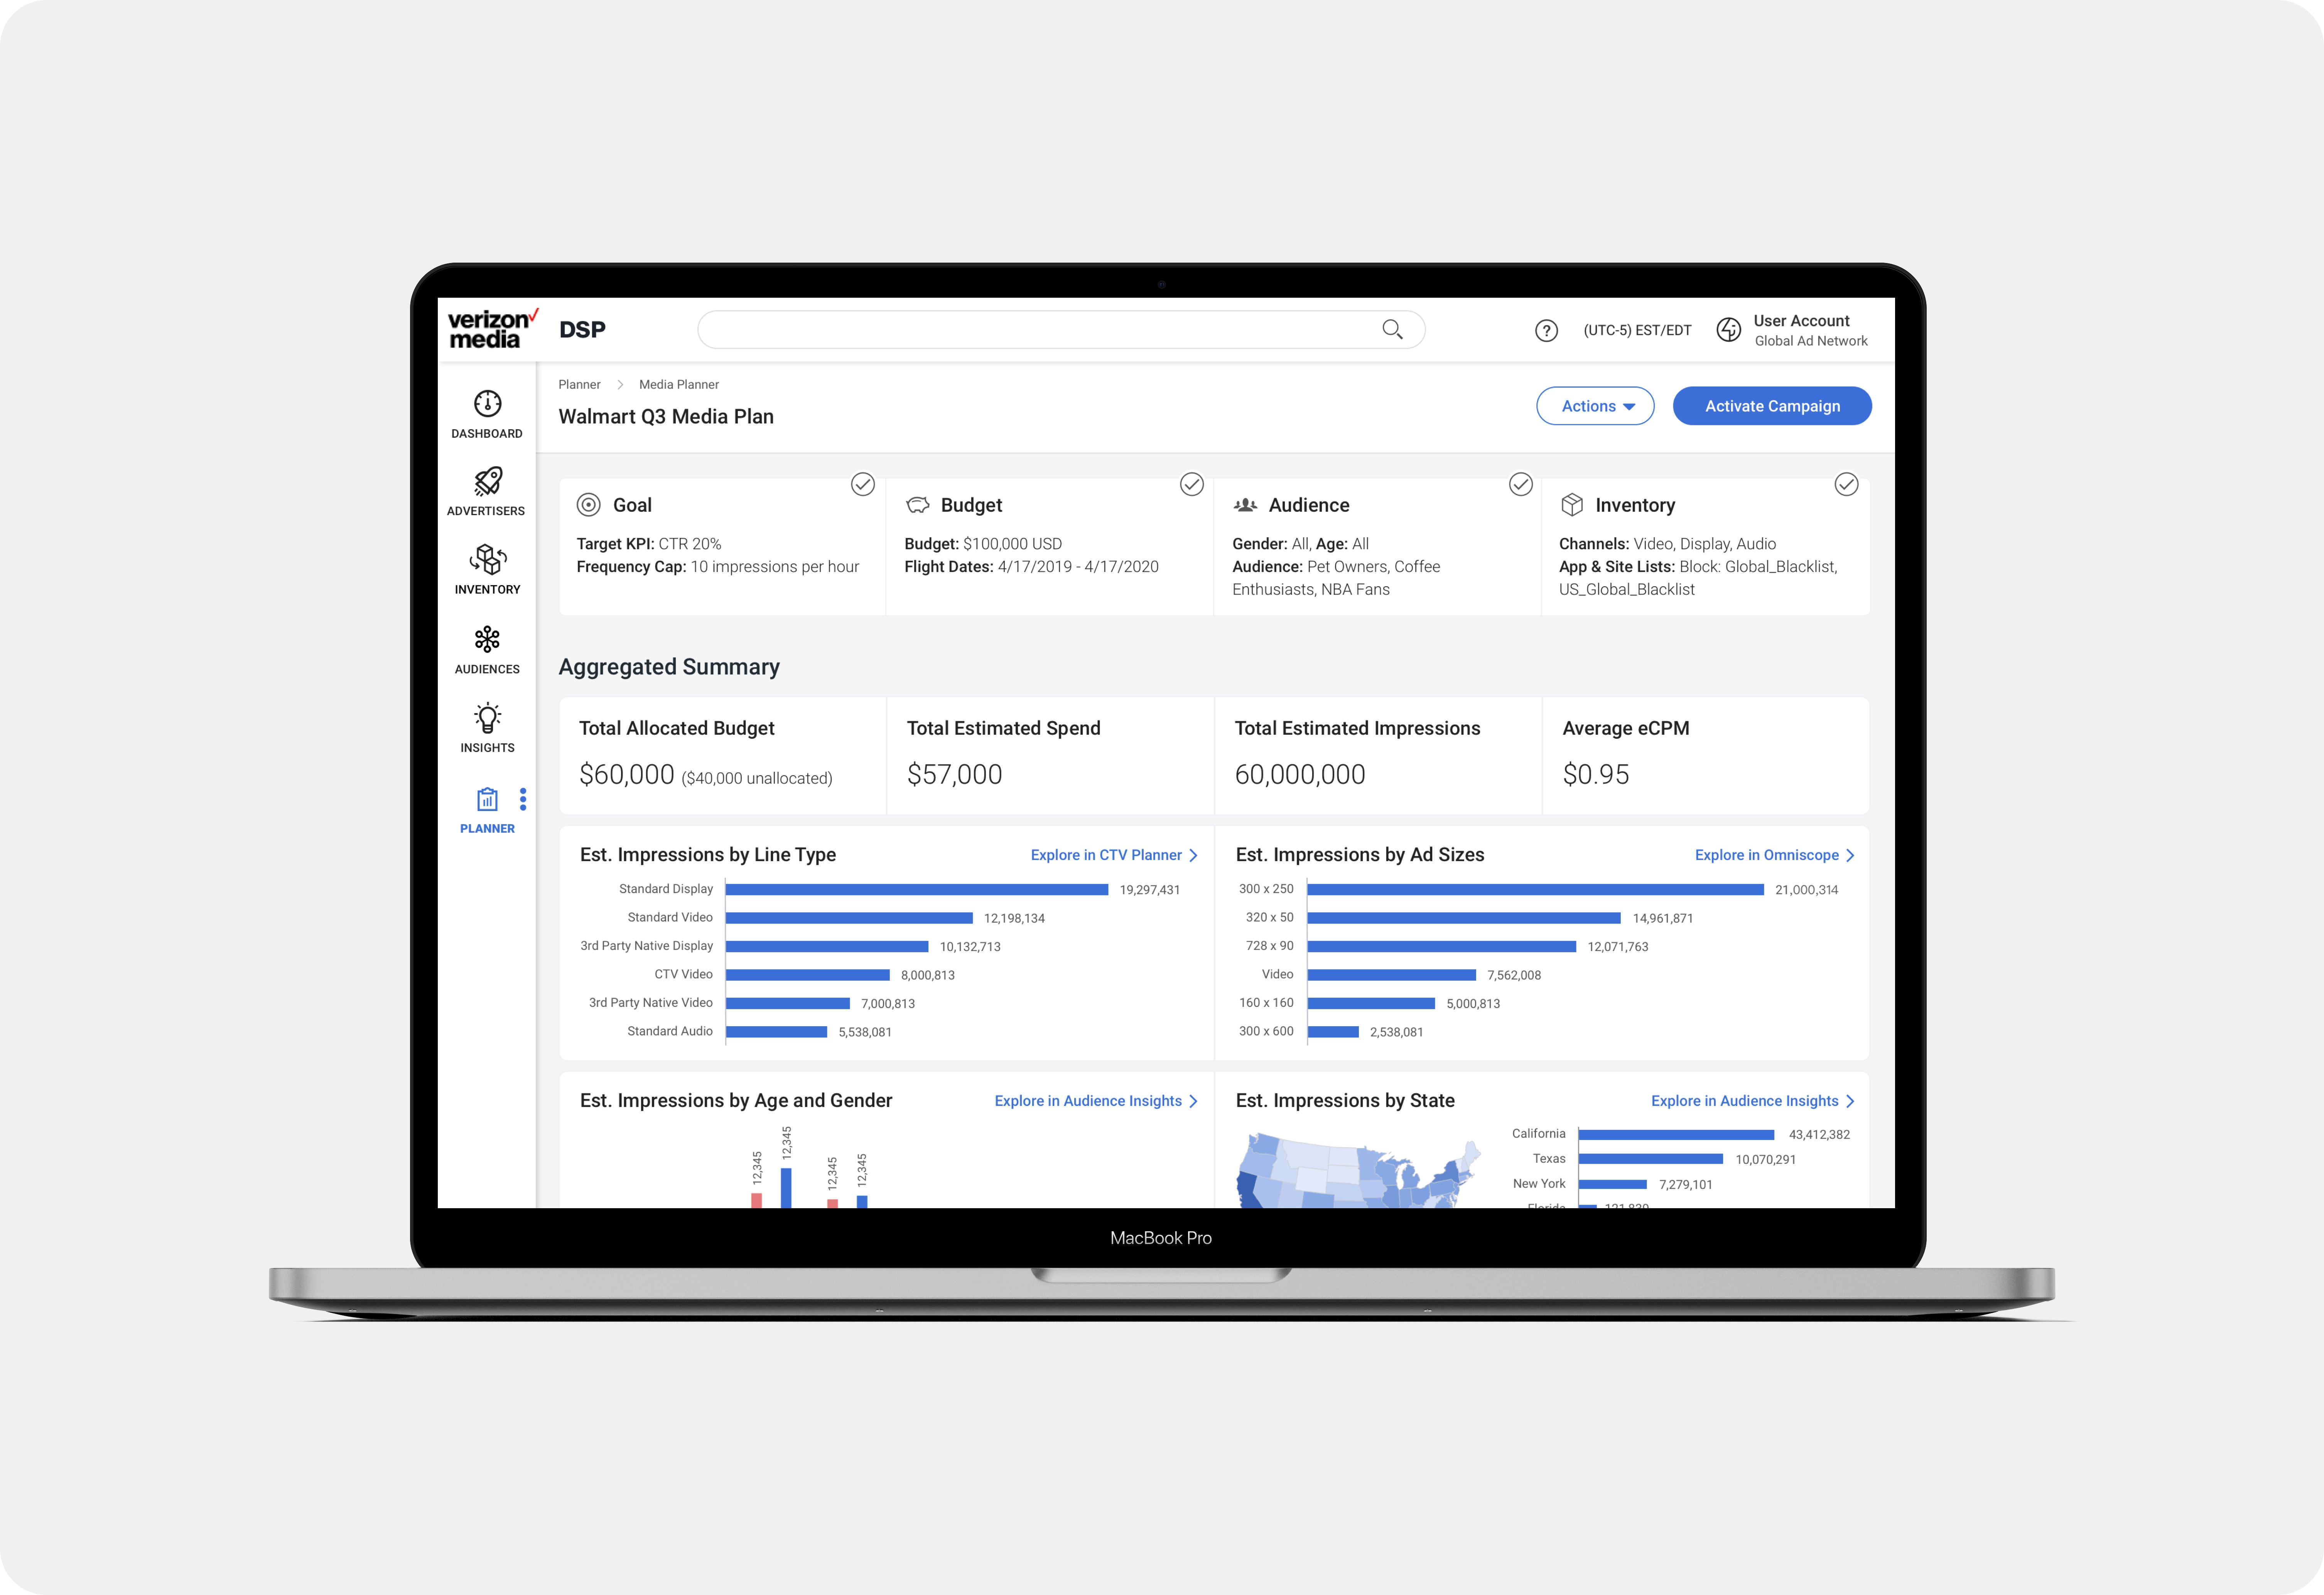 verizon
media
DSP
(UTC-5) EST/EDT
User Account
Global Ad Network
DASHBOARD
ADVERTISERS
INVENTORY
AUDIENCES
INSIGHTS
PLANNER
Planner
Media Planner
Walmart Q3 Media Plan
Actions
Activate Campaign
Goal
Target KPI: CTR 20%
Frequency Cap: 10 impressions per hour
Budget
Budget: $100,000 USD
Flight Dates: 4/17/2019 - 4/17/2020
Audience
Gender: All, Age: All
Audience: Pet Owners, Coffee
Enthusiasts, NBA Fans
Inventory
Channels: Video, Display, Audio
App & Site Lists: Block: Global_Blacklist,
US_Global_Blacklist
Aggregated Summary
Total Allocated Budget
$60,000 ($40,000 unallocated)
Total Estimated Spend
$57,000
Total Estimated Impressions
60,000,000
Average eCPM
$0.95
Est. Impressions by Line Type
Explore in CTV Planner
Standard Display 19,297,431
Standard Video 12,198,134
3rd Party Native Display 10,132,713
CTV Video 8,000,813
3rd Party Native Video 7,000,813
Standard Audio 5,538,081
Est. Impressions by Ad Sizes
Explore in Omniscope
300 x 250 21,000,314
320 x 50 14,961,871
728 x 90 12,071,763
Video 7,562,008
160 x 160 5,000,813
300 x 600 2,538,081
Est. Impressions by Age and Gender
Explore in Audience Insights
12,345
12,345
12,345
12,345
Est. Impressions by State
Explore in Audience Insights
California 43,412,382
Texas 10,070,291
New York 7,279,101
Florida
MacBook Pro